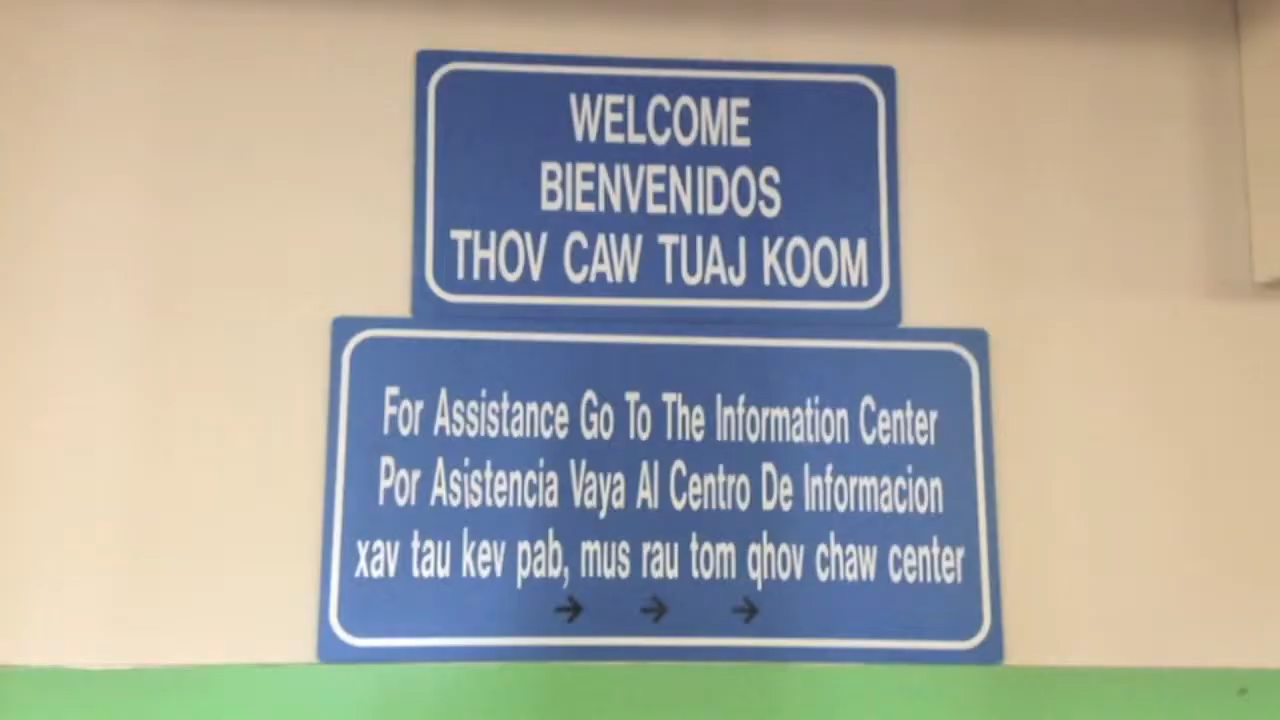 WELCOME
BIENVENIDOS
THOV CAW TUAJ KOOM
For Assistance Go To The Information Center
Por Asistencia Vaya Al Centro De Informacion
xav tau kev pab, mus rau tom qhov chaw center
→ → →